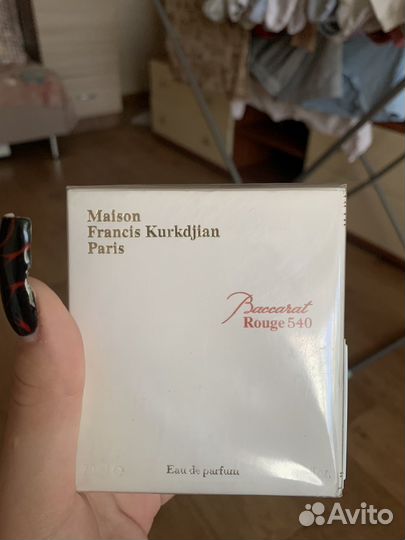 Maison
Francis Kurkdjian
Paris
Baccarat
Rouge 540
Eau de parfum
Avito